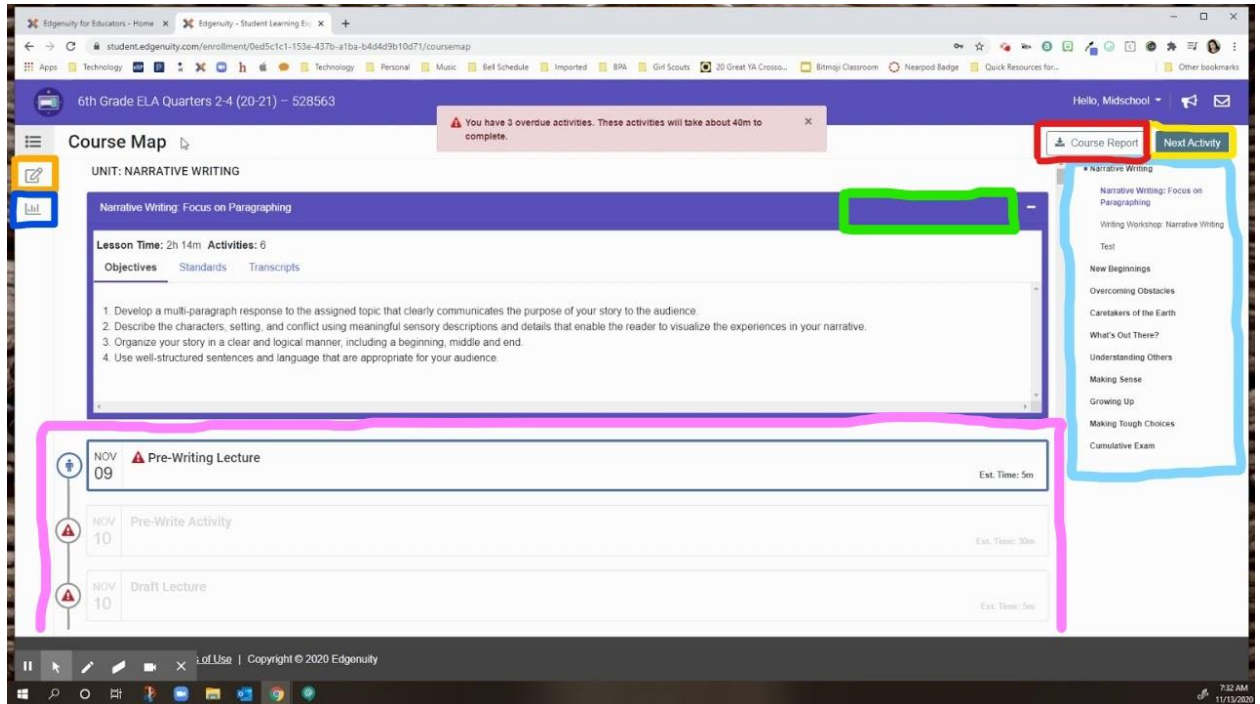 Edgenuity for Educators - Home
Edgenuity - Student Learning Ex
student.edgenuity.com/enrollment/0ed5c1c1-153e-437b-a1ba-b4d4d9b10d71/coursemap
Apps Technology Technology Personal Music Bell Schedule Imported BPA Girl Scouts 20 Great YA Crosso... Bitmoji Classroom Nearpod Badge Quick Resources for... Other bookmarks
6th Grade ELA Quarters 2-4 (20-21) – 528563
Hello, Midschool
You have 3 overdue activities. These activities will take about 40m to
complete.
Course Map
Course Report
Next Activity
UNIT: NARRATIVE WRITING
Narrative Writing: Focus on Paragraphing
Lesson Time: 2h 14m Activities: 6
Objectives Standards Transcripts
1. Develop a multi-paragraph response to the assigned topic that clearly communicates the purpose of your story to the audience.
2. Describe the characters, setting, and conflict using meaningful sensory descriptions and details that enable the reader to visualize the experiences in your narrative.
3. Organize your story in a clear and logical manner, including a beginning, middle and end.
4. Use well-structured sentences and language that are appropriate for your audience.
NOV
09
Pre-Writing Lecture
Est. Time: 5m
NOV
10
Pre-Write Activity
Est. Time: 30m
NOV
10
Draft Lecture
Est. Time: 5m
Narrative Writing
Narrative Writing: Focus on
Paragraphing
Writing Workshop: Narrative Writing
Test
New Beginnings
Overcoming Obstacles
Caretakers of the Earth
What's Out There?
Understanding Others
Making Sense
Growing Up
Making Tough Choices
Cumulative Exam
of Use | Copyright © 2020 Edgenuity
7:32 AM
11/13/2020